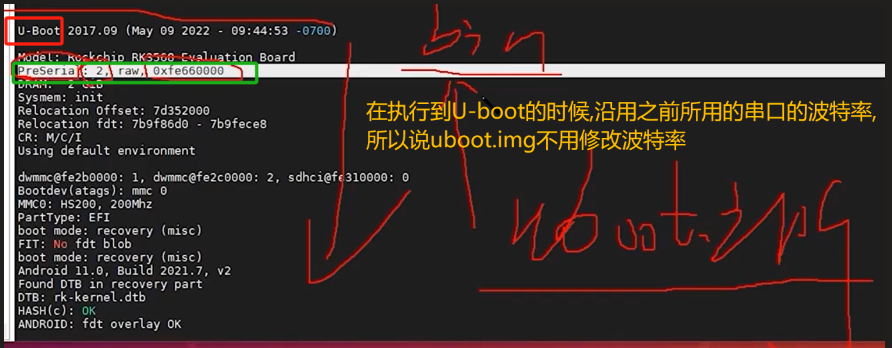 U-Boot 2017.09 (May 09 2022 - 09:44:53 -0700)
Model: Rockchip RK3568 Evaluation Board
PreSerial: 2, raw, 0xfe660000
DRAM: 2 GiB
Sysmem: init
Relocation Offset: 7d352000
Relocation fdt: 7b9f86d0 - 7b9fece8
CR: M/C/I
Using default environment
dwmmc@fe2b0000: 1, dwmmc@fe2c0000: 2, sdhci@fe310000: 0
Bootdev(atags): mmc 0
MMC0: HS200, 200Mhz
PartType: EFI
boot mode: recovery (misc)
FIT: No fdt blob
boot mode: recovery (misc)
Android 11.0, Build 2021.7, v2
Found DTB in recovery part
DTB: rk-kernel.dtb
HASH(c): OK
ANDROID: fdt overlay OK
bin
在执行到U-boot的时候,沿用之前所用的串口的波特率,
所以说uboot.img不用修改波特率
uboot.img